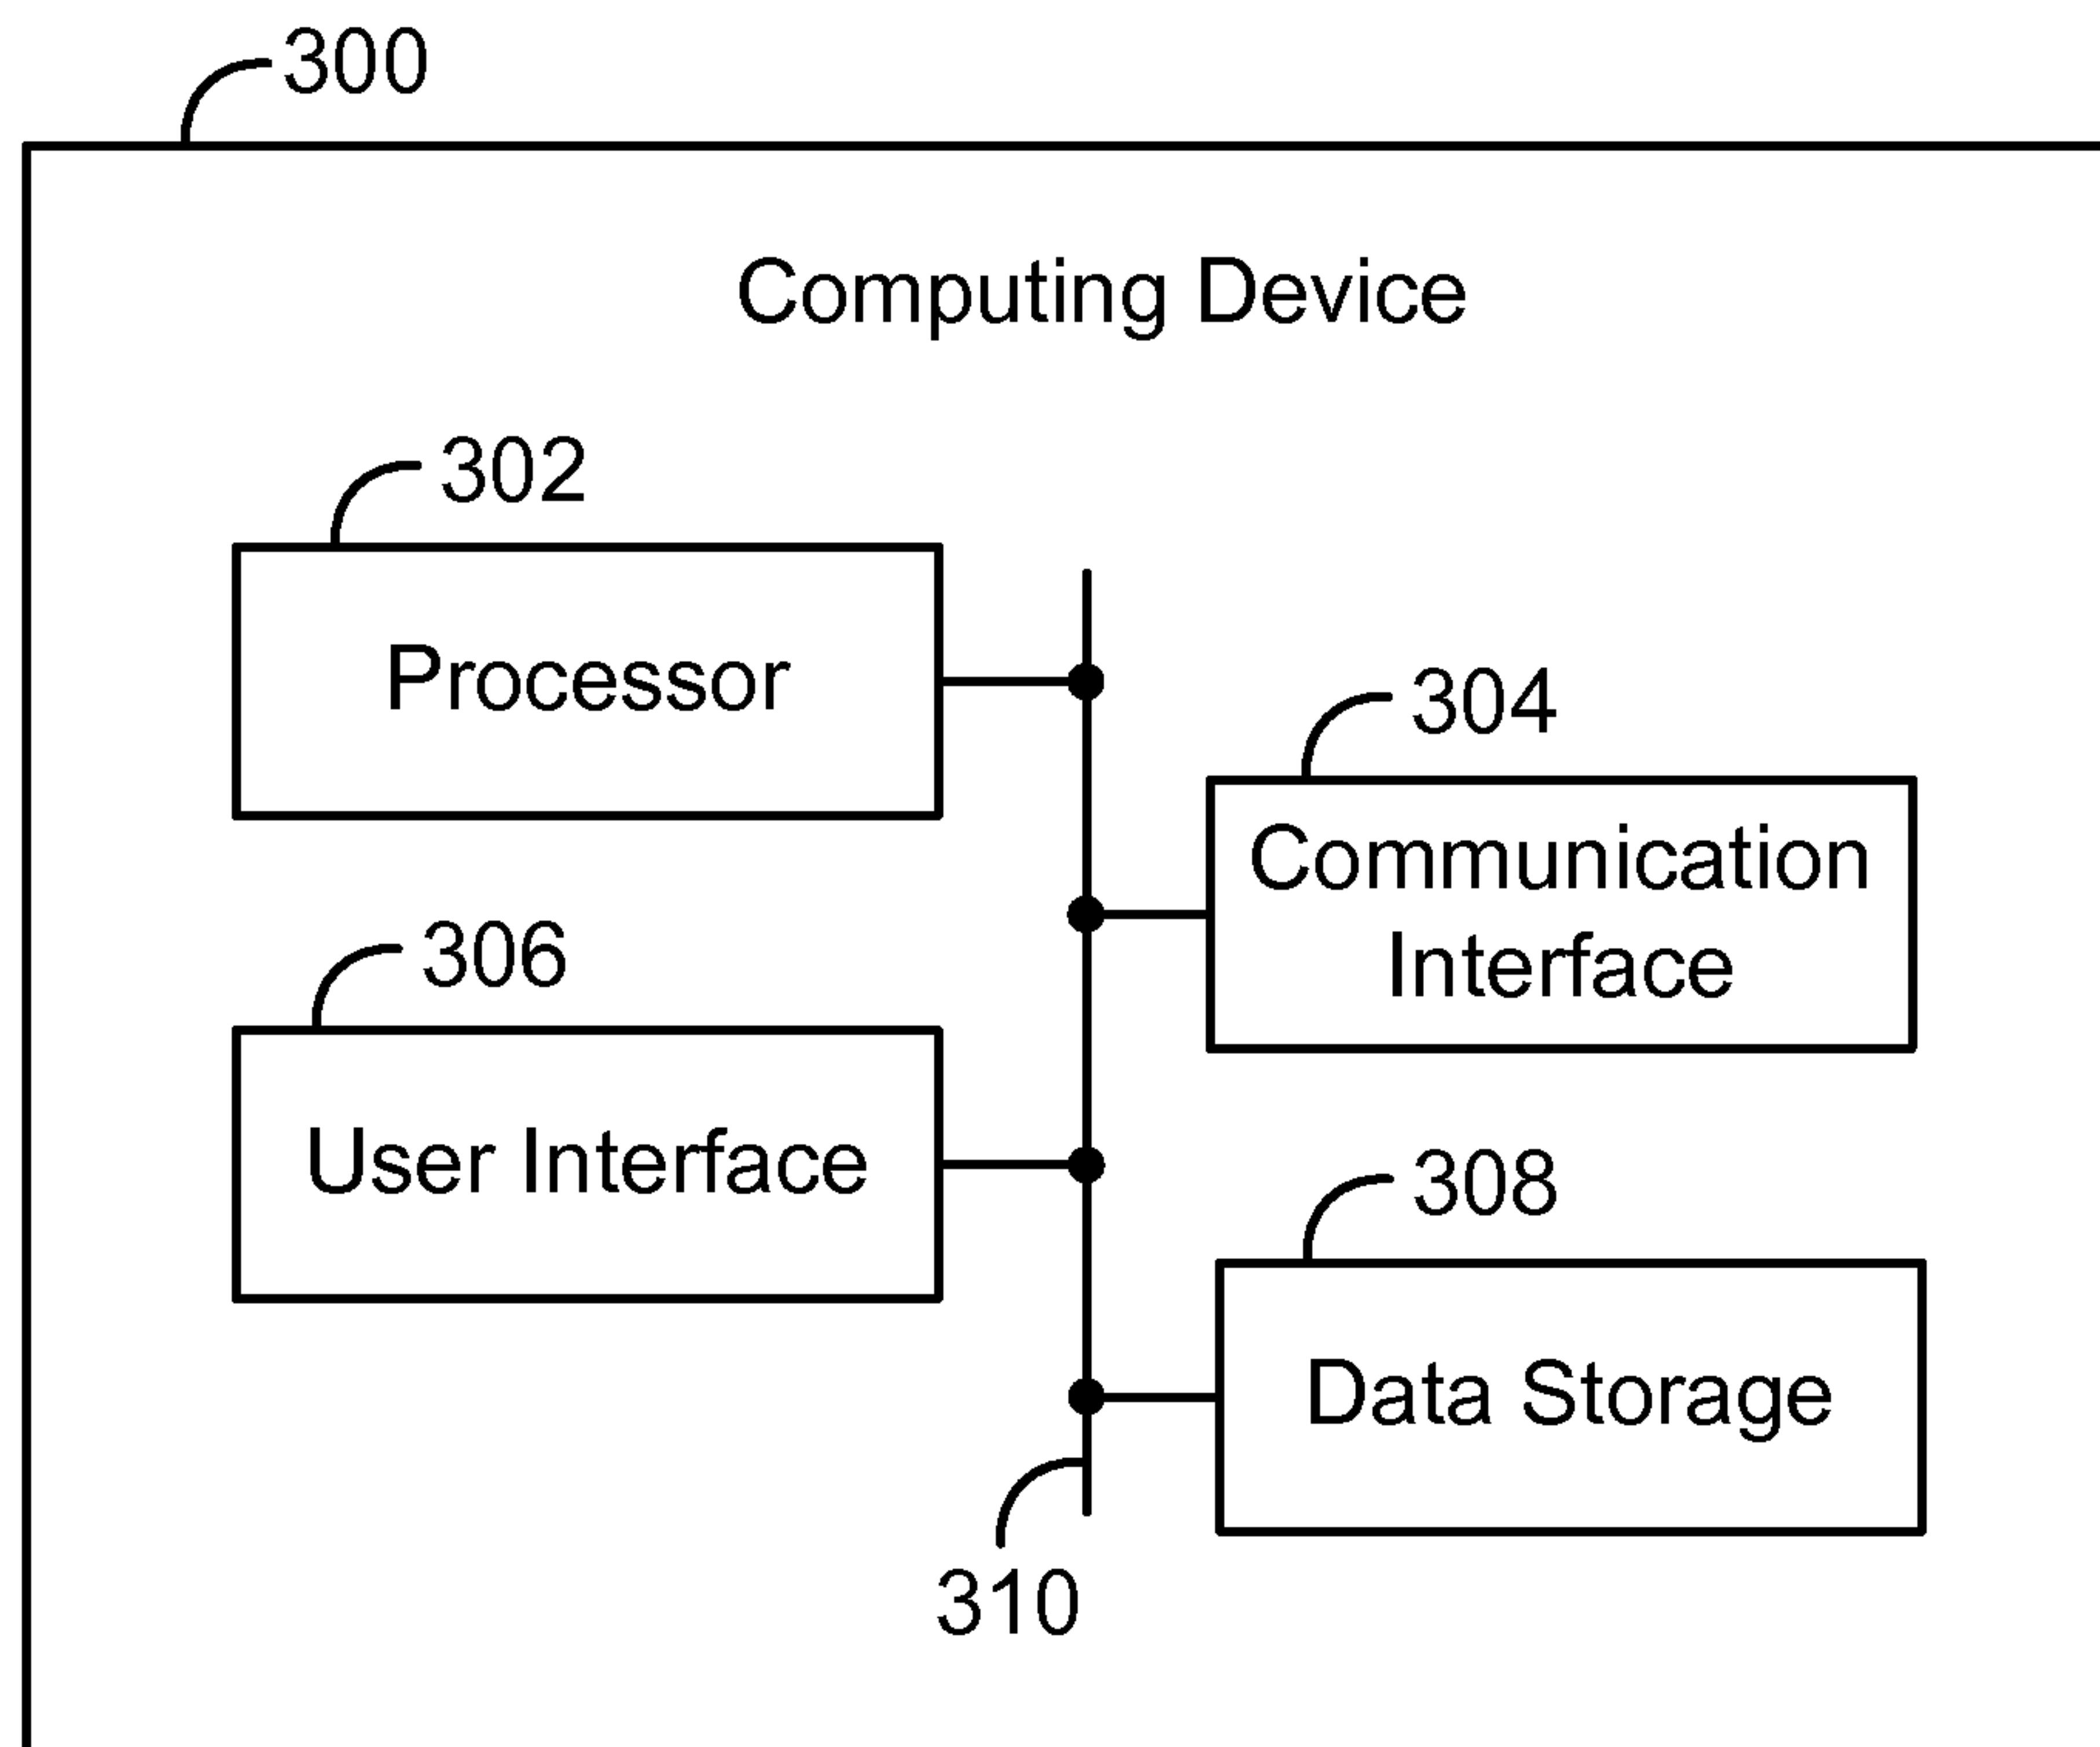 300
Computing Device
302
Processor
304
Communication
Interface
306
User Interface
308
Data Storage
310